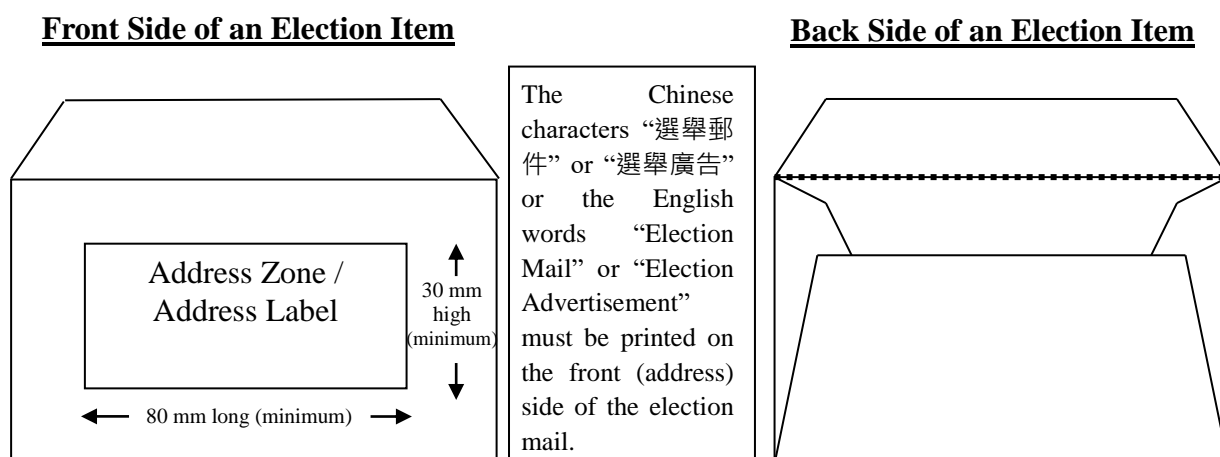 Front Side of an Election Item
Address Zone /
Address Label
30 mm
high
(minimum)
80 mm long (minimum)
The Chinese
characters “選舉郵
件” or “選舉廣告”
or the English
words “Election
Mail” or “Election
Advertisement”
must be printed on
the front (address)
side of the election
mail.
Back Side of an Election Item